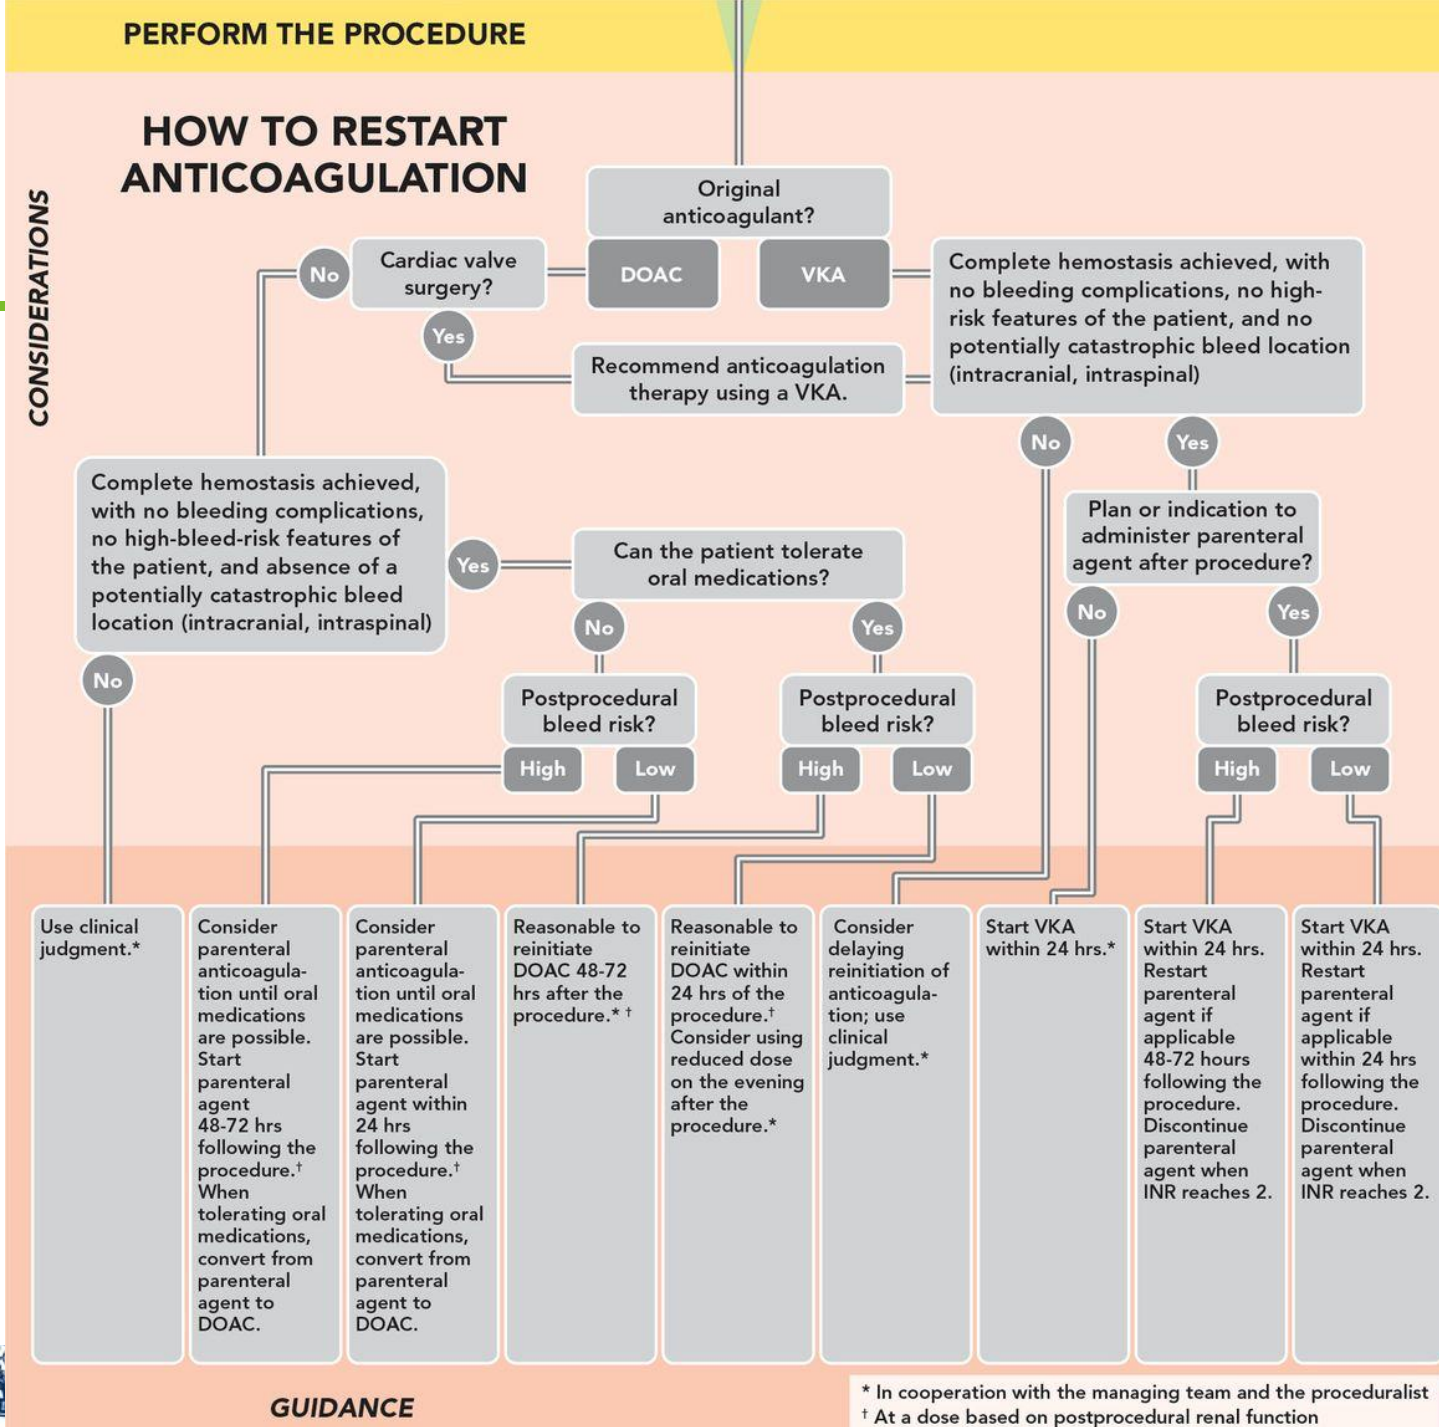 PERFORM THE PROCEDURE
HOW TO RESTART
ANTICOAGULATION
CONSIDERATIONS
Original
anticoagulant?
DOAC
VKA
Cardiac valve
surgery?
No
Yes
Recommend anticoagulation
therapy using a VKA.
Complete hemostasis achieved, with
no bleeding complications, no high-
risk features of the patient, and no
potentially catastrophic bleed location
(intracranial, intraspinal)
No
Yes
Plan or indication to
administer parenteral
agent after procedure?
No
Yes
Complete hemostasis achieved,
with no bleeding complications,
no high-bleed-risk features of
the patient, and absence of a
potentially catastrophic bleed
location (intracranial, intraspinal)
Yes
No
Can the patient tolerate
oral medications?
No
Yes
Postprocedural
bleed risk?
High
Low
Postprocedural
bleed risk?
High
Low
Postprocedural
bleed risk?
High
Low
Use clinical
judgment.*
Consider
parenteral
anticoagula-
tion until oral
medications
are possible.
Start
parenteral
agent
48-72 hrs
following the
procedure.†
When
tolerating oral
medications,
convert from
parenteral
agent to
DOAC.
Consider
parenteral
anticoagula-
tion until oral
medications
are possible.
Start
parenteral
agent within
24 hrs
following the
procedure.†
When
tolerating oral
medications,
convert from
parenteral
agent to
DOAC.
Reasonable to
reinitiate
DOAC 48-72
hrs after the
procedure.* †
Reasonable to
reinitiate
DOAC within
24 hrs of the
procedure.†
Consider using
reduced dose
on the evening
after the
procedure.*
Consider
delaying
reinitiation of
anticoagula-
tion; use
clinical
judgment.*
Start VKA
within 24 hrs.*
Start VKA
within 24 hrs.
Restart
parenteral
agent if
applicable
48-72 hours
following the
procedure.
Discontinue
parenteral
agent when
INR reaches 2.
Start VKA
within 24 hrs.
Restart
parenteral
agent if
applicable
within 24 hrs
following the
procedure.
Discontinue
parenteral
agent when
INR reaches 2.
GUIDANCE
* In cooperation with the managing team and the proceduralist
† At a dose based on postprocedural renal function